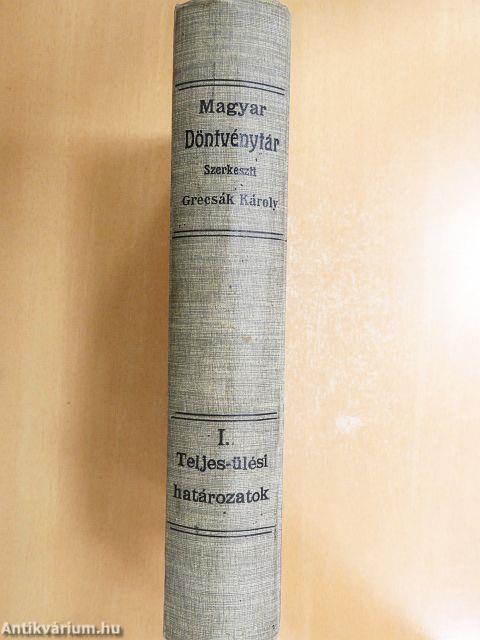 Magyar
Döntvénytár
Szerkeszti
Grecsák Károly
I.
Teljes-ülési
határozatok
Antikvárium.hu